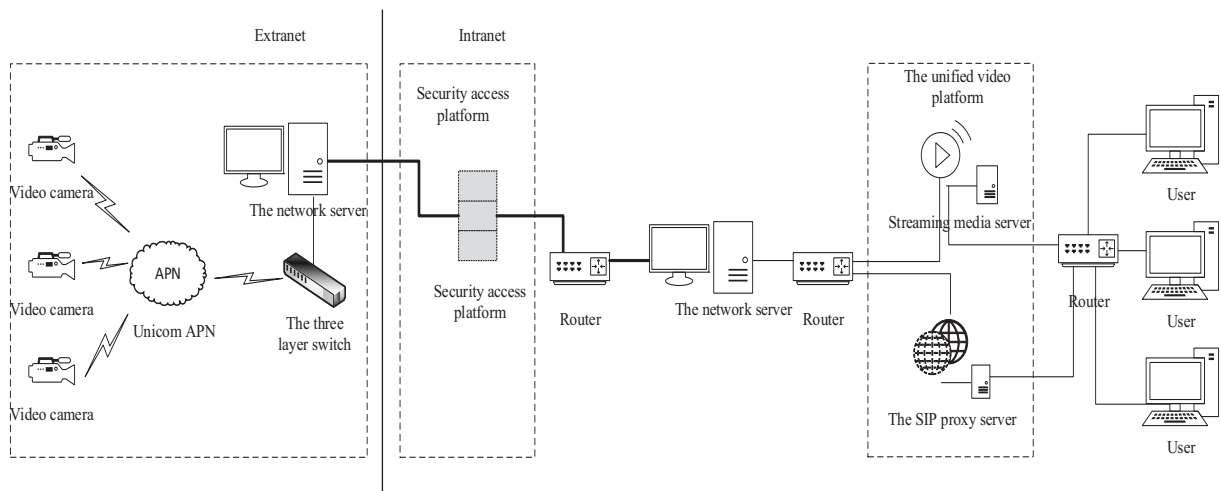 Extranet
Intranet
Video camera
Video camera
Video camera
APN
Unicom APN
The network server
The three
layer switch
Security access
platform
Security access
platform
Router
The network server
Router
The unified video
platform
Streaming media server
The SIP proxy server
Router
User
User
User